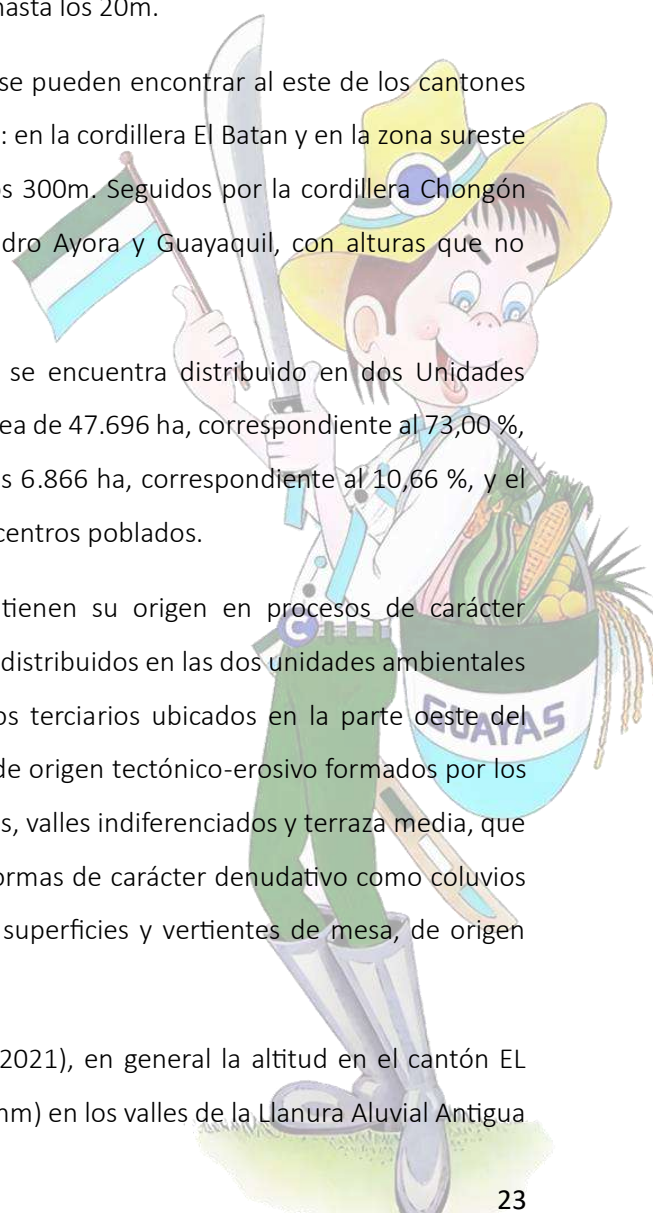 hasta los 20m.
se pueden encontrar al este de los cantones
: en la cordillera El Batan y en la zona sureste
s 300m. Seguidos por la cordillera Chongón
dro Ayora y Guayaquil, con alturas que no
se encuentra distribuido en dos Unidades
ea de 47.696 ha, correspondiente al 73,00 %,
s 6.866 ha, correspondiente al 10,66 %, y el
centros poblados.
tienen su origen en procesos de carácter
distribuidos en las dos unidades ambientales
os terciarios ubicados en la parte oeste del
GUAYAS
de origen tectónico-erosivo formados por los
s, valles indiferenciados y terraza media, que
ormas de carácter denudativo como coluvios
superficies y vertientes de mesa, de origen
2021), en general la altitud en el cantón EL
nm) en los valles de la Llanura Aluvial Antigua
23